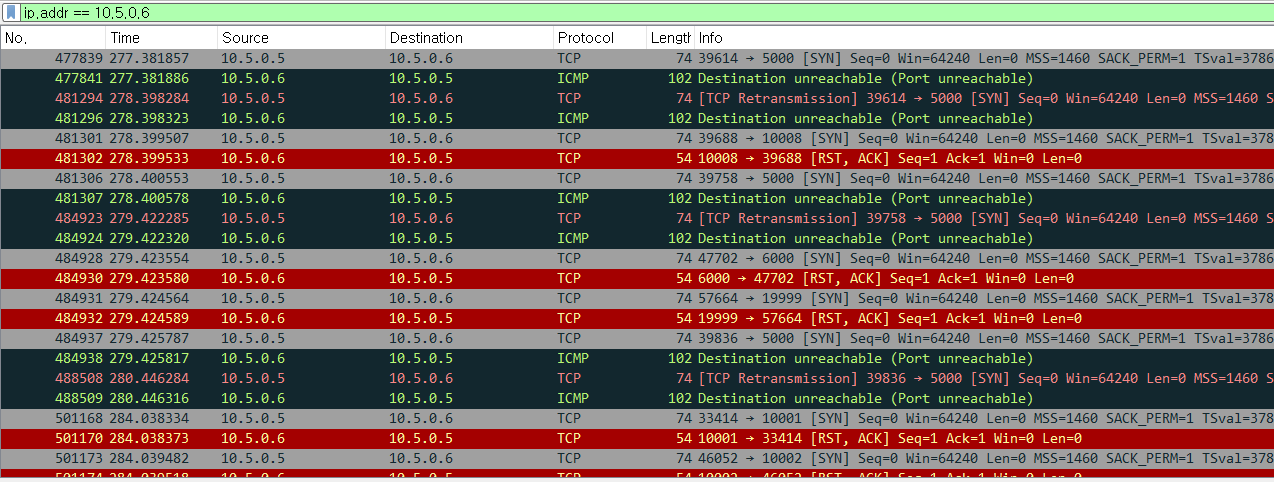 ip.addr == 10.5.0.6
No. Time Source Destination Protocol Length Info
477839 277.381857 10.5.0.5 10.5.0.6 TCP 74 39614 → 5000 [SYN] Seq=0 Win=64240 Len=0 MSS=1460 SACK_PERM=1 TSval=3786
477841 277.381886 10.5.0.6 10.5.0.5 ICMP 102 Destination unreachable (Port unreachable)
481294 278.398284 10.5.0.5 10.5.0.6 TCP 74 [TCP Retransmission] 39614 → 5000 [SYN] Seq=0 Win=64240 Len=0 MSS=1460 S
481296 278.398323 10.5.0.6 10.5.0.5 ICMP 102 Destination unreachable (Port unreachable)
481301 278.399507 10.5.0.5 10.5.0.6 TCP 74 39688 → 10008 [SYN] Seq=0 Win=64240 Len=0 MSS=1460 SACK_PERM=1 TSval=378
481302 278.399533 10.5.0.6 10.5.0.5 TCP 54 10008 → 39688 [RST, ACK] Seq=1 Ack=1 Win=0 Len=0
481306 278.400553 10.5.0.5 10.5.0.6 TCP 74 39758 → 5000 [SYN] Seq=0 Win=64240 Len=0 MSS=1460 SACK_PERM=1 TSval=3786
481307 278.400578 10.5.0.6 10.5.0.5 ICMP 102 Destination unreachable (Port unreachable)
484923 279.422285 10.5.0.5 10.5.0.6 TCP 74 [TCP Retransmission] 39758 → 5000 [SYN] Seq=0 Win=64240 Len=0 MSS=1460 S
484924 279.422320 10.5.0.6 10.5.0.5 ICMP 102 Destination unreachable (Port unreachable)
484928 279.423554 10.5.0.5 10.5.0.6 TCP 74 47702 → 6000 [SYN] Seq=0 Win=64240 Len=0 MSS=1460 SACK_PERM=1 TSval=3786
484930 279.423580 10.5.0.6 10.5.0.5 TCP 54 6000 → 47702 [RST, ACK] Seq=1 Ack=1 Win=0 Len=0
484931 279.424564 10.5.0.5 10.5.0.6 TCP 74 57664 → 19999 [SYN] Seq=0 Win=64240 Len=0 MSS=1460 SACK_PERM=1 TSval=378
484932 279.424589 10.5.0.6 10.5.0.5 TCP 54 19999 → 57664 [RST, ACK] Seq=1 Ack=1 Win=0 Len=0
484937 279.425787 10.5.0.5 10.5.0.6 TCP 74 39836 → 5000 [SYN] Seq=0 Win=64240 Len=0 MSS=1460 SACK_PERM=1 TSval=3786
484938 279.425817 10.5.0.6 10.5.0.5 ICMP 102 Destination unreachable (Port unreachable)
488508 280.446284 10.5.0.5 10.5.0.6 TCP 74 [TCP Retransmission] 39836 → 5000 [SYN] Seq=0 Win=64240 Len=0 MSS=1460 S
488509 280.446316 10.5.0.6 10.5.0.5 ICMP 102 Destination unreachable (Port unreachable)
501168 284.038334 10.5.0.5 10.5.0.6 TCP 74 33414 → 10001 [SYN] Seq=0 Win=64240 Len=0 MSS=1460 SACK_PERM=1 TSval=378
501170 284.038373 10.5.0.6 10.5.0.5 TCP 54 10001 → 33414 [RST, ACK] Seq=1 Ack=1 Win=0 Len=0
501173 284.039482 10.5.0.5 10.5.0.6 TCP 74 46052 → 10002 [SYN] Seq=0 Win=64240 Len=0 MSS=1460 SACK_PERM=1 TSval=378